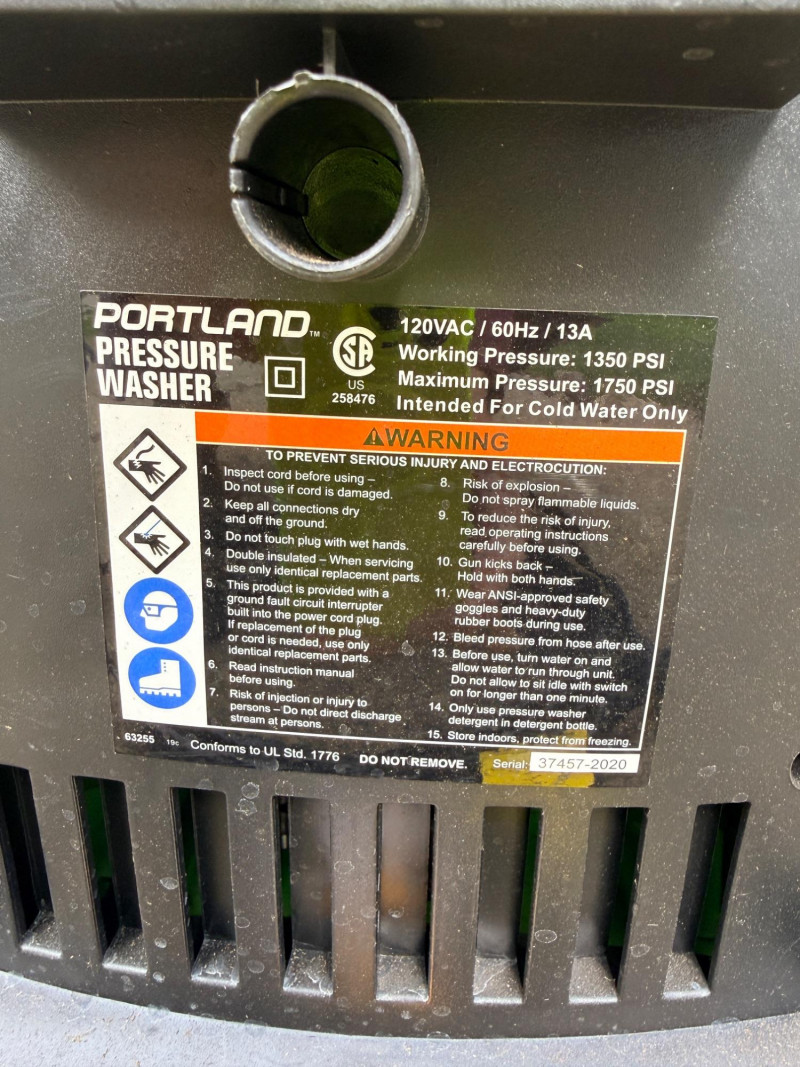 PORTLAND™
PRESSURE
WASHER
US
258476
120VAC / 60Hz / 13A
Working Pressure: 1350 PSI
Maximum Pressure: 1750 PSI
Intended For Cold Water Only
⚠WARNING
TO PREVENT SERIOUS INJURY AND ELECTROCUTION:
1. Inspect cord before using –
Do not use if cord is damaged.
2. Keep all connections dry
and off the ground.
3. Do not touch plug with wet hands.
4. Double insulated – When servicing
use only identical replacement parts.
5. This product is provided with a
ground fault circuit interrupter
built into the power cord plug.
If replacement of the plug
or cord is needed, use only
identical replacement parts.
6. Read instruction manual
before using.
7. Risk of injection or injury to
persons – Do not direct discharge
stream at persons.
8. Risk of explosion –
Do not spray flammable liquids.
9. To reduce the risk of injury,
read operating instructions
carefully before using.
10. Gun kicks back –
Hold with both hands.
11. Wear ANSI-approved safety
goggles and heavy-duty
rubber boots during use.
12. Bleed pressure from hose after use.
13. Before use, turn water on and
allow water to run through unit.
Do not allow to sit idle with switch
on for longer than one minute.
14. Only use pressure washer
detergent in detergent bottle.
15. Store indoors, protect from freezing.
63255 19c Conforms to UL Std. 1776 DO NOT REMOVE. Serial: 37457-2020